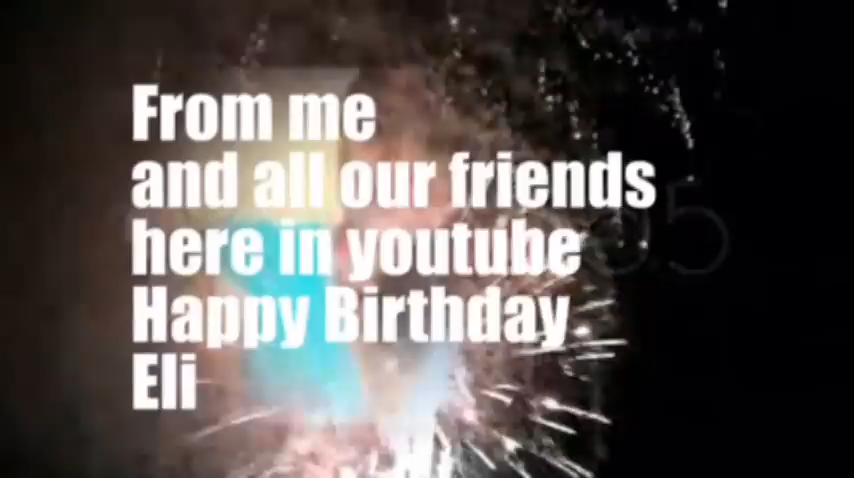 From me
and all our friends
here in youtube
Happy Birthday
Eli